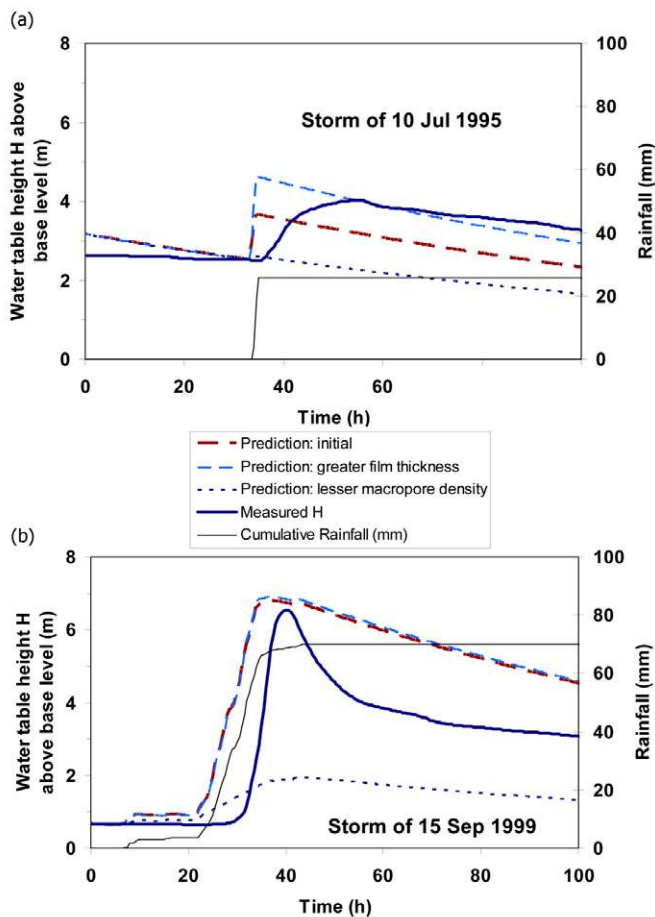 (a)
8
6
4
2
0
Water table height H above
base level (m)
Storm of 10 Jul 1995
100
80
60
40
20
0
Rainfall (mm)
0
20
40
60
Time (h)
Prediction: initial
Prediction: greater film thickness
Prediction: lesser macropore density
Measured H
Cumulative Rainfall (mm)
(b)
8
6
4
2
0
Water table height H
above base level (m)
Storm of 15 Sep 1999
100
80
60
40
20
0
Rainfall (mm)
0
20
40
60
80
100
Time (h)